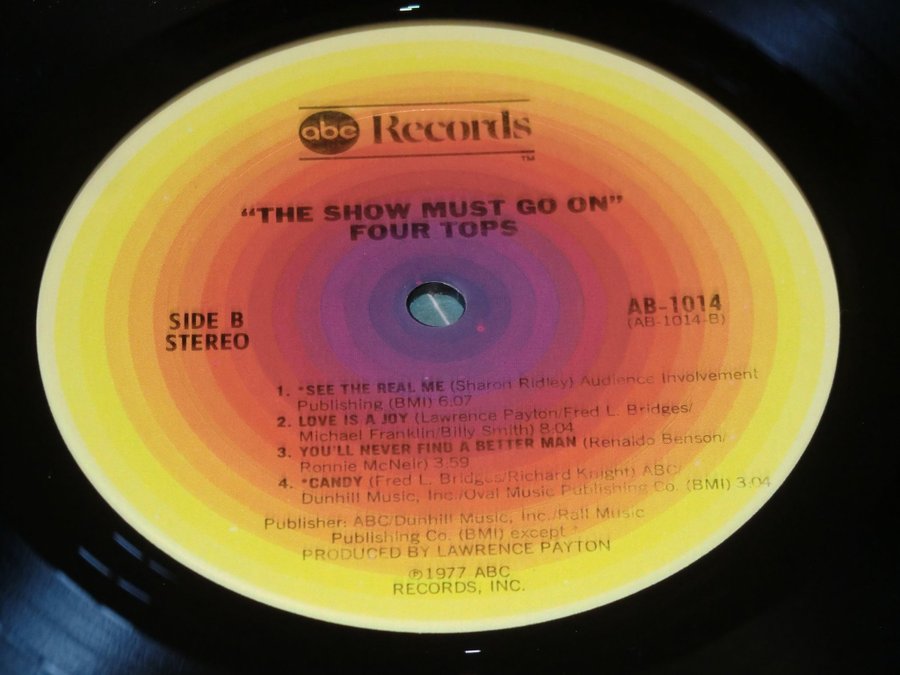 abc Records
TM
"THE SHOW MUST GO ON"
FOUR TOPS
SIDE B
STEREO
AB-1014
(AB-1014-B)
1. *SEE THE REAL ME (Sharon Ridley) Audience Involvement
Publishing (BMI) 6:07
2. LOVE IS A JOY (Lawrence Payton/Fred L. Bridges/
Michael Franklin/Billy Smith) 8:04
3. YOU'LL NEVER FIND A BETTER MAN (Renaldo Benson/
Ronnie McNeir) 3:59
4. *CANDY (Fred L. Bridges/Richard Knight) ABC/
Dunhill Music, Inc./Oval Music Publishing Co. (BMI) 3:04
Publisher: ABC/Dunhill Music, Inc./Rall Music
Publishing Co. (BMI) except *
PRODUCED BY LAWRENCE PAYTON
℗1977 ABC
RECORDS, INC.